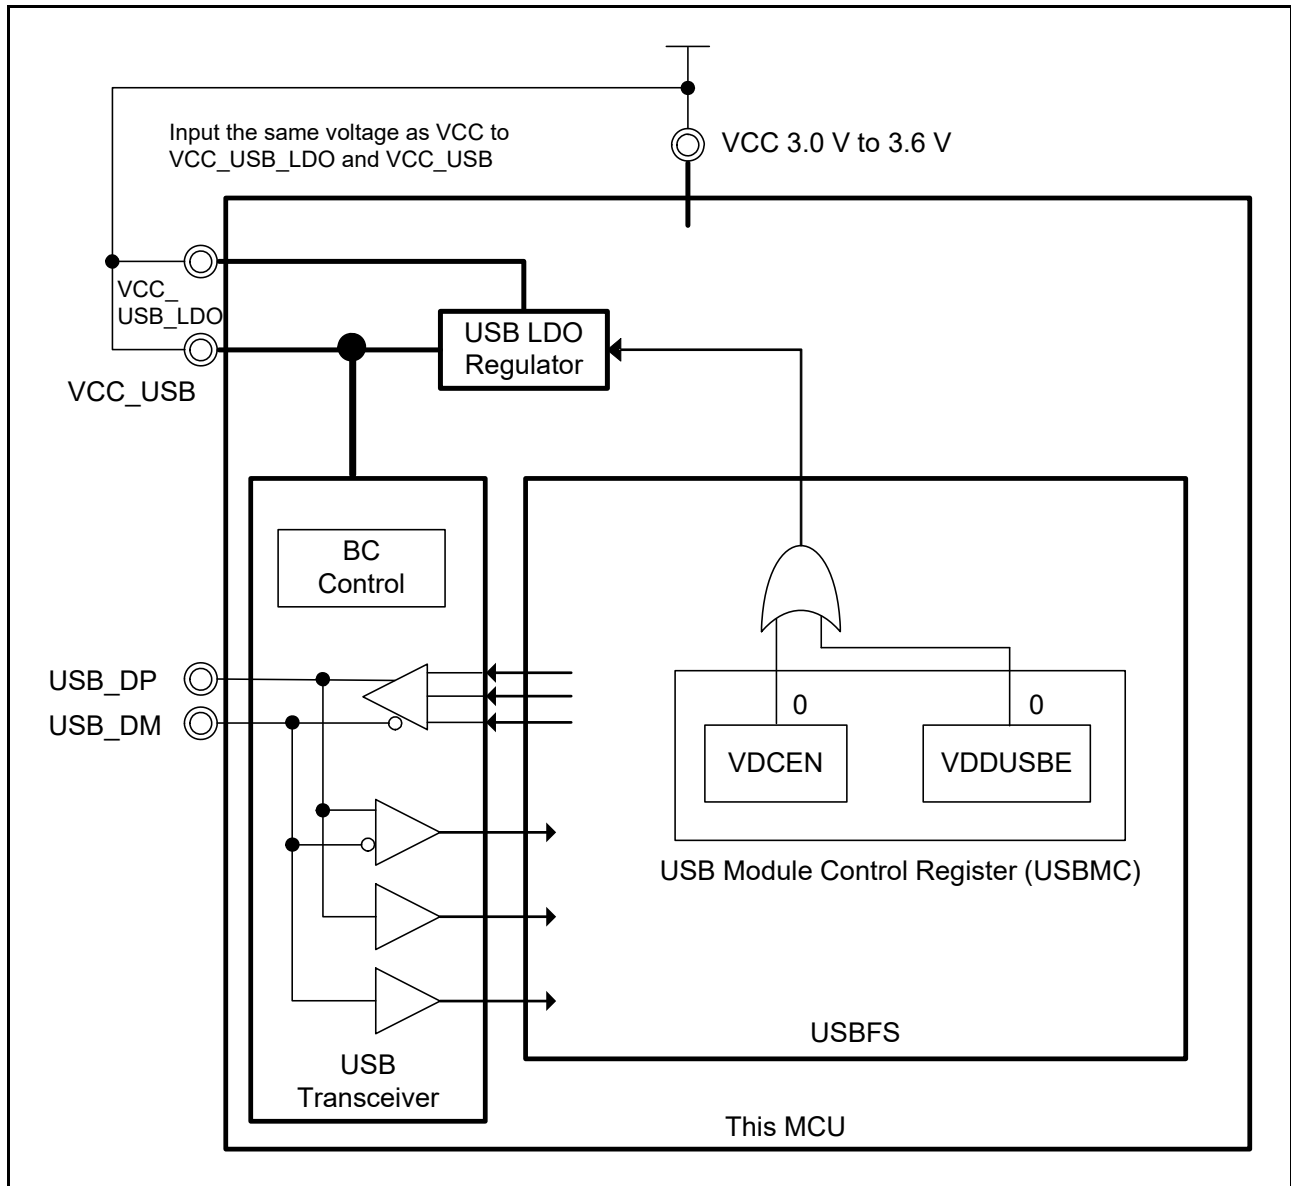 Input the same voltage as VCC to
VCC_USB_LDO and VCC_USB
VCC 3.0 V to 3.6 V
VCC_
USB_LDO
USB LDO
Regulator
VCC_USB
BC
Control
USB_DP
USB_DM
0
0
VDCEN
VDDUSBE
USB Module Control Register (USBMC)
USBFS
USB
Transceiver
This MCU